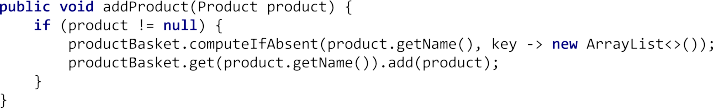 public void addProduct(Product product) {
    if (product != null) {
        productBasket.computeIfAbsent(product.getName(), key -> new ArrayList<>());
        productBasket.get(product.getName()).add(product);
    }
}